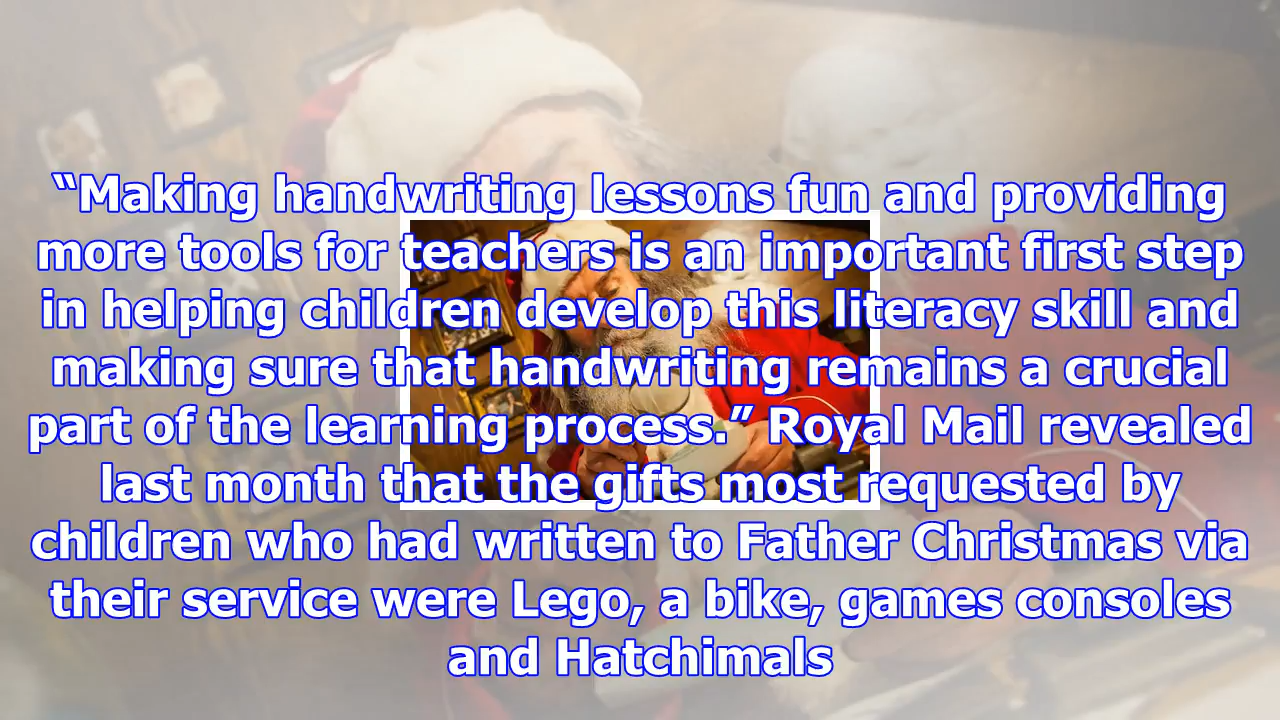 “Making handwriting lessons fun and providing
more tools for teachers is an important first step
in helping children develop this literacy skill and
making sure that handwriting remains a crucial
part of the learning process.” Royal Mail revealed
last month that the gifts most requested by
children who had written to Father Christmas via
their service were Lego, a bike, games consoles
and Hatchimals